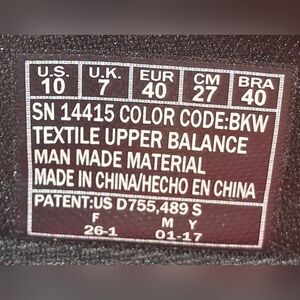 U.S. U.K. EUR CM BRA
10 7 40 27 40
SN 14415 COLOR CODE:BKW
TEXTILE UPPER BALANCE
MAN MADE MATERIAL
MADE IN CHINA/HECHO EN CHINA
PATENT:US D755,489 S
F M Y
26-1 01-17